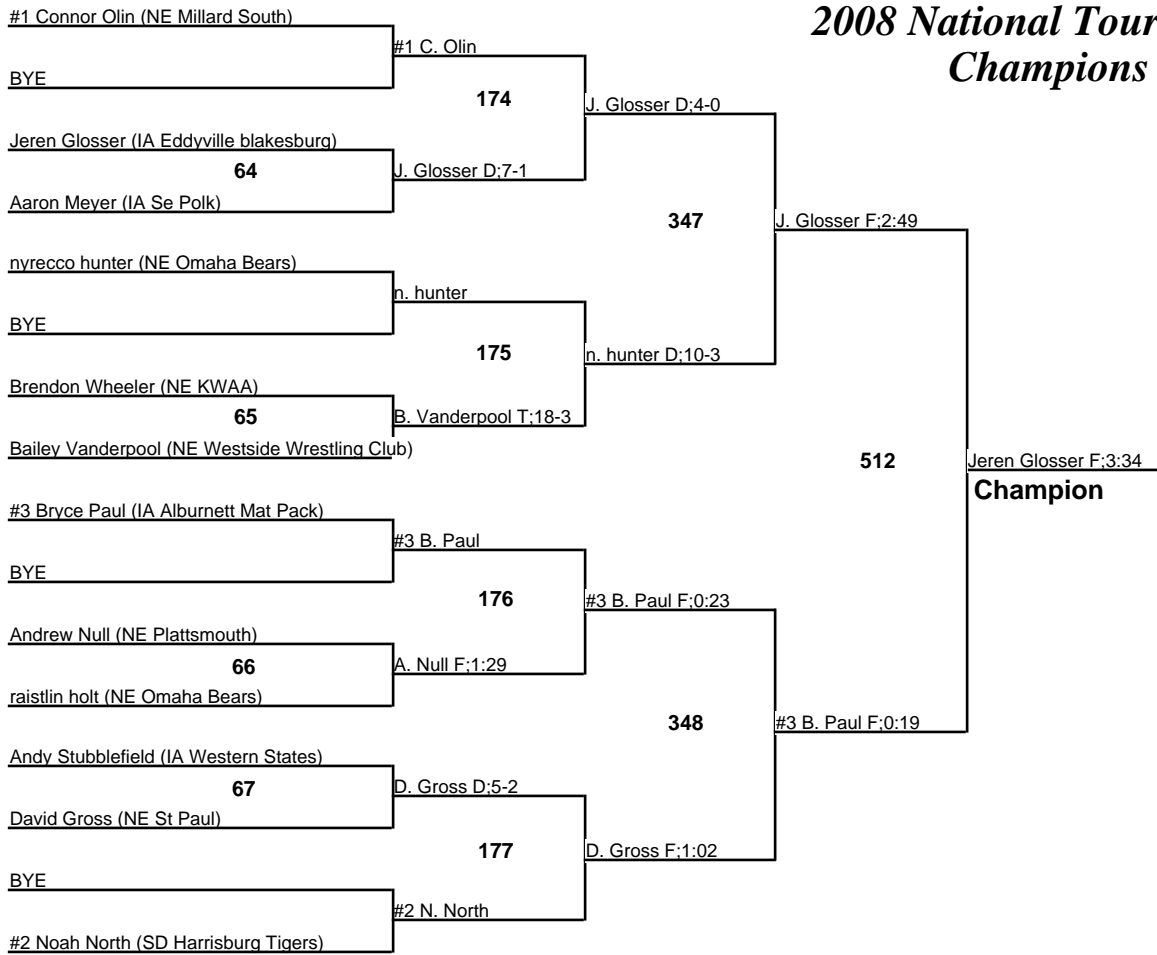 2008 National Tour
Champions
#1 Connor Olin (NE Millard South)
#1 C. Olin
BYE
174
J. Glosser D;4-0
Jeren Glosser (IA Eddyville blakesburg)
64
J. Glosser D;7-1
Aaron Meyer (IA Se Polk)
347
J. Glosser F;2:49
nyrecco hunter (NE Omaha Bears)
n. hunter
BYE
175
n. hunter D;10-3
Brendon Wheeler (NE KWAA)
65
B. Vanderpool T;18-3
Bailey Vanderpool (NE Westside Wrestling Club)
512
Jeren Glosser F;3:34
Champion
#3 Bryce Paul (IA Alburnett Mat Pack)
#3 B. Paul
BYE
176
#3 B. Paul F;0:23
Andrew Null (NE Plattsmouth)
66
A. Null F;1:29
raistlin holt (NE Omaha Bears)
348
#3 B. Paul F;0:19
Andy Stubblefield (IA Western States)
67
D. Gross D;5-2
David Gross (NE St Paul)
177
D. Gross F;1:02
BYE
#2 N. North
#2 Noah North (SD Harrisburg Tigers)